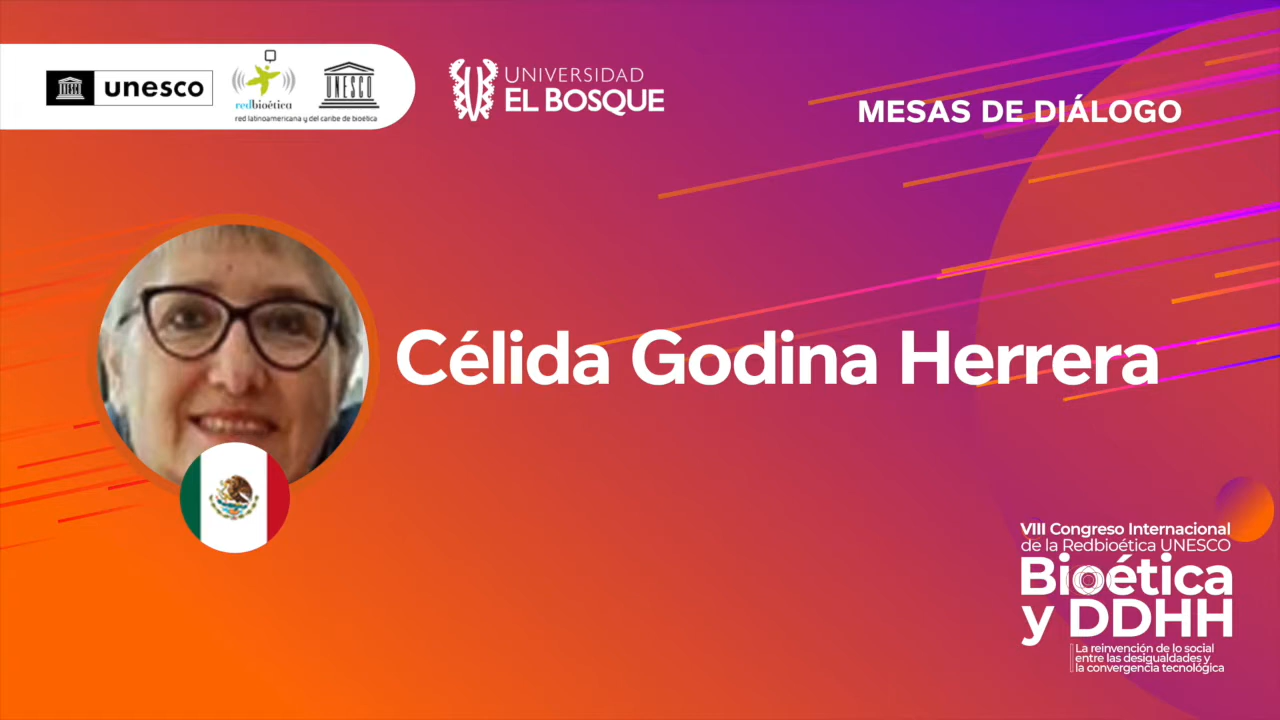 unesco
redbioética
red latinoamericana y del caribe de bioética
UNESCO
UNIVERSIDAD
EL BOSQUE
MESAS DE DIÁLOGO
Célida Godina Herrera
VIII Congreso Internacional
de la Redbioética UNESCO
Bioética
y DDHH
La reinvención de lo social
entre las desigualdades y
la convergencia tecnológica